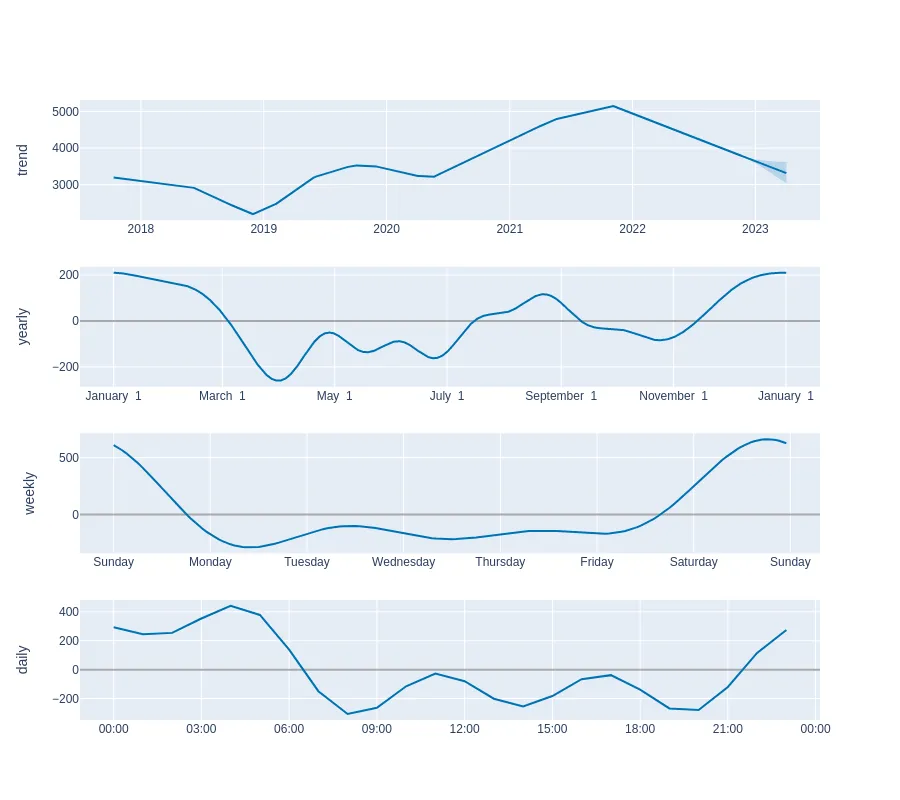 trend
5000
4000
3000
2018 2019 2020 2021 2022 2023
yearly
200
0
−200
January 1 March 1 May 1 July 1 September 1 November 1 January 1
weekly
500
0
Sunday Monday Tuesday Wednesday Thursday Friday Saturday Sunday
daily
400
200
0
−200
00:00 03:00 06:00 09:00 12:00 15:00 18:00 21:00 00:00